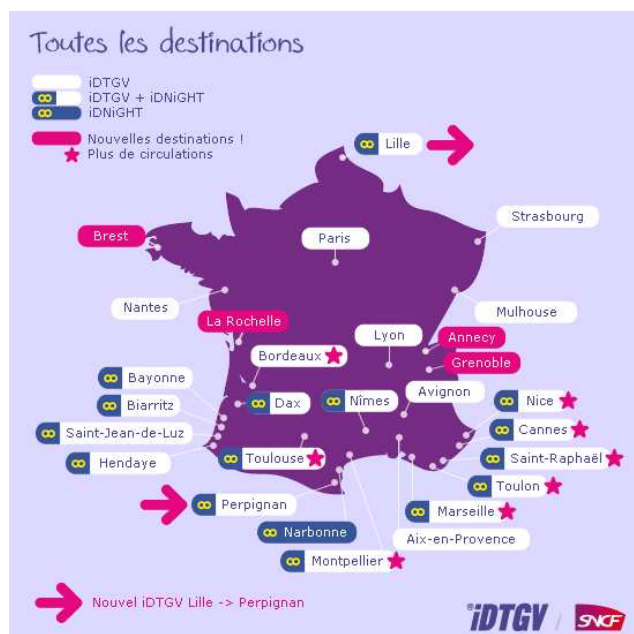 Toutes les destinations
iDTGV
iDTGV + iDNiGHT
iDNiGHT
Nouvelles destinations !
Plus de circulations
Lille
Strasbourg
Brest
Paris
Nantes
Mulhouse
La Rochelle
Lyon
Annecy
Bordeaux
Grenoble
Bayonne
Avignon
Biarritz
Dax
Nîmes
Nice
Saint-Jean-de-Luz
Cannes
Hendaye
Toulouse
Saint-Raphaël
Toulon
Perpignan
Marseille
Narbonne
Aix-en-Provence
Montpellier
Nouvel iDTGV Lille -> Perpignan
iDTGV / SNCF